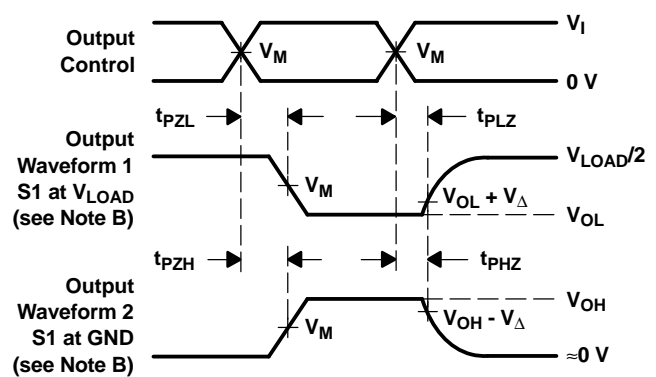 Output
Control
V_M
V_M
V_I
0 V
t_PZL
t_PLZ
Output
Waveform 1
S1 at V_LOAD
(see Note B)
V_M
V_LOAD/2
V_OL + V_Δ
V_OL
t_PZH
t_PHZ
Output
Waveform 2
S1 at GND
(see Note B)
V_M
V_OH
V_OH - V_Δ
≈0 V